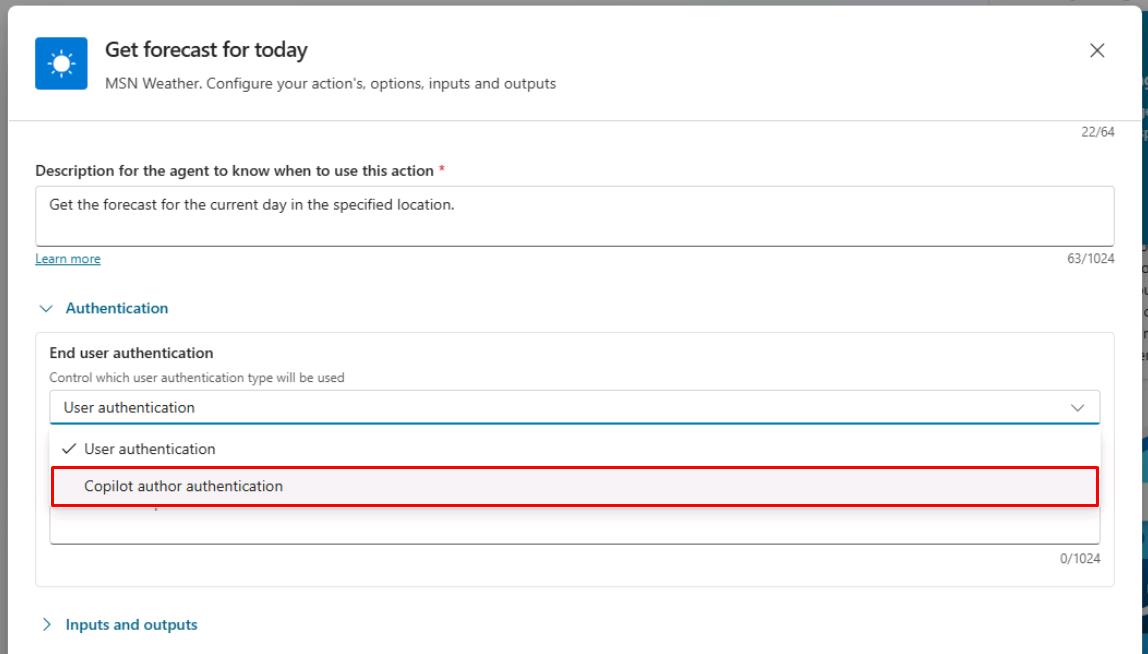 Get forecast for today
MSN Weather. Configure your action's, options, inputs and outputs
22/64
Description for the agent to know when to use this action *
Get the forecast for the current day in the specified location.
Learn more
63/1024
Authentication
End user authentication
Control which user authentication type will be used
User authentication
User authentication
Copilot author authentication
0/1024
Inputs and outputs